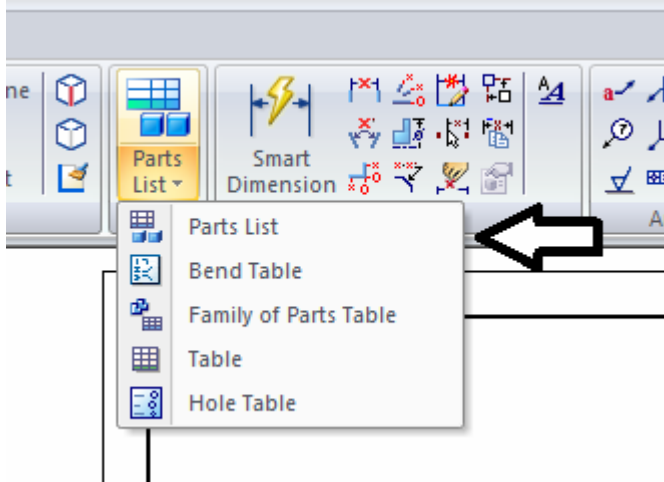 ne
Parts
List
Smart
Dimension
t
A
a
A
Parts List
Bend Table
Family of Parts Table
Table
Hole Table